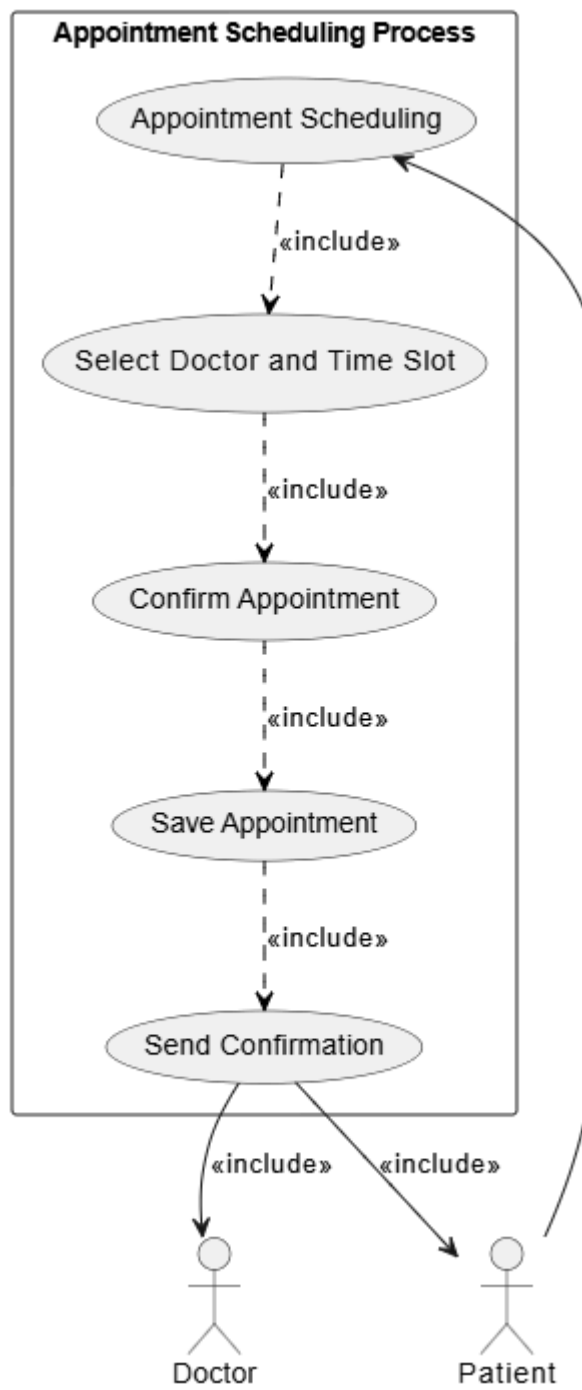 Appointment Scheduling Process
Appointment Scheduling
«include»
Select Doctor and Time Slot
«include»
Confirm Appointment
«include»
Save Appointment
«include»
Send Confirmation
«include» «include»
Doctor Patient